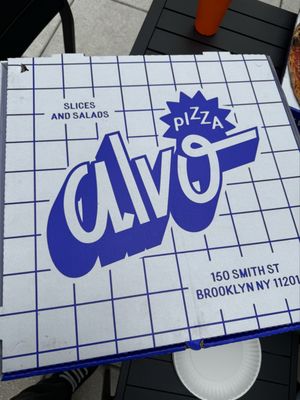 SLICES
AND SALADS
PIZZA
alvo
150 SMITH ST
BROOKLYN NY 11201